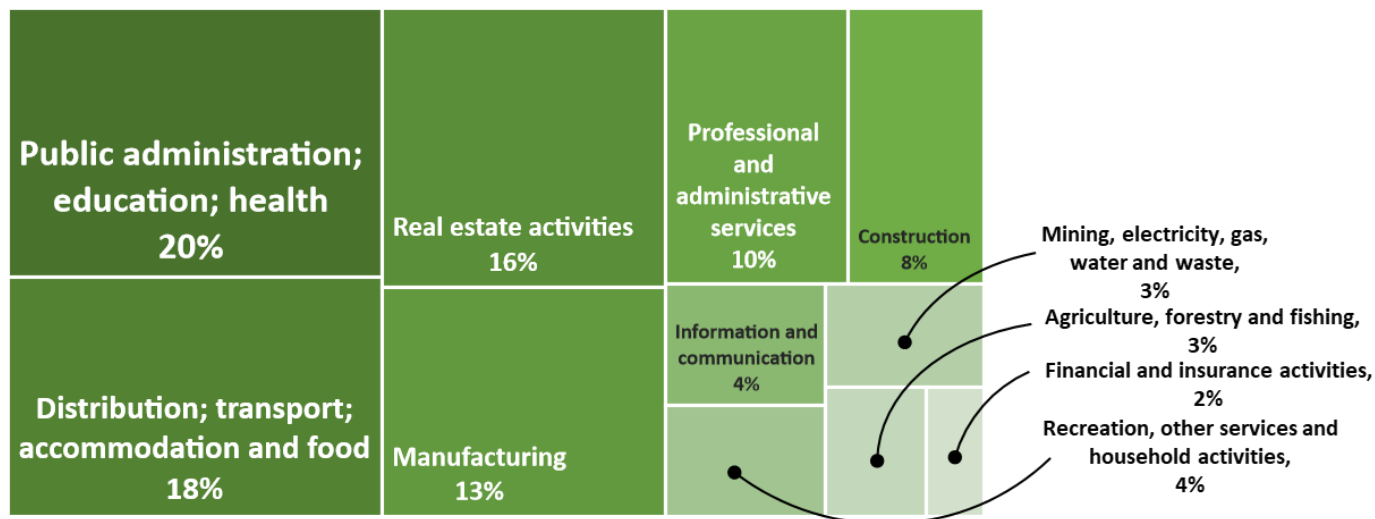 Public administration;
education; health
20%
Distribution; transport;
accommodation and food
18%
Real estate activities
16%
Manufacturing
13%
Professional
and
administrative
services
10%
Construction
8%
Information and
communication
4%
Mining, electricity, gas,
water and waste,
3%
Agriculture, forestry and fishing,
3%
Financial and insurance activities,
2%
Recreation, other services and
household activities,
4%